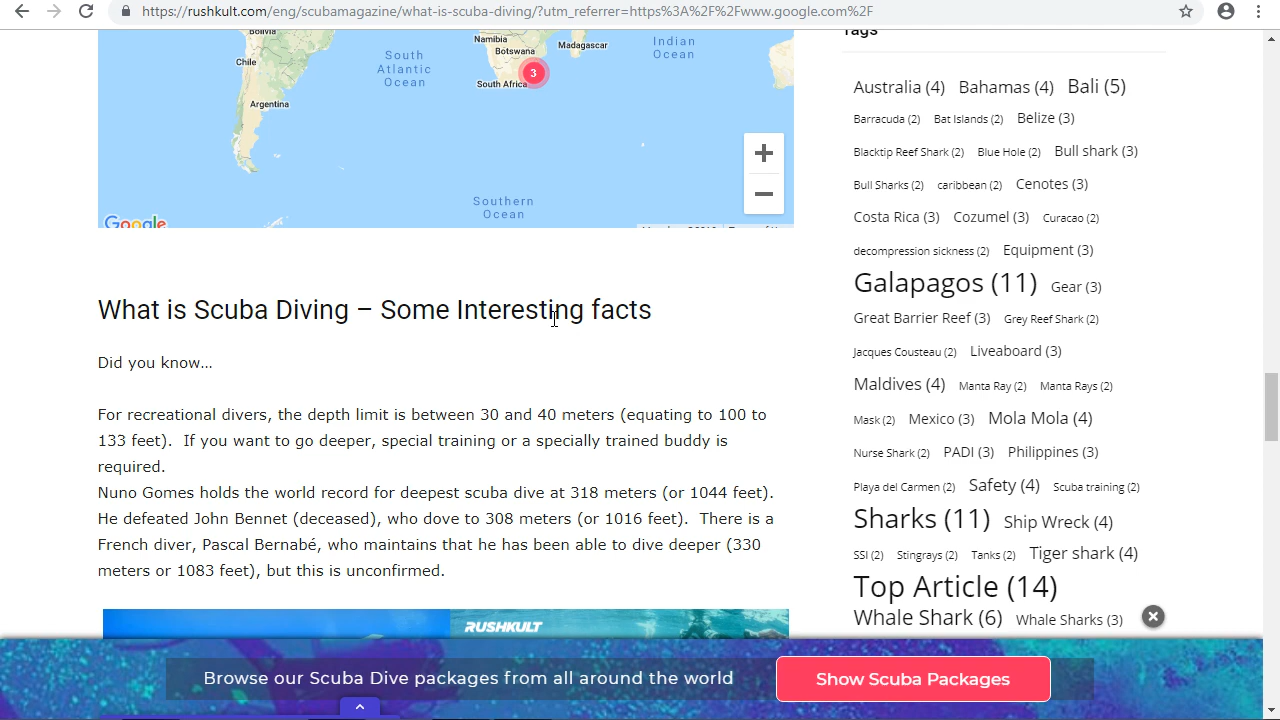 https://rushkult.com/eng/scubamagazine/what-is-scuba-diving/?utm_referrer=https%3A%2F%2Fwww.google.com%2F
Bolivia
Chile
Argentina
South
Atlantic
Ocean
Namibia
Botswana
Madagascar
South Africa
3
Indian
Ocean
Southern
Ocean
Google
What is Scuba Diving – Some Interesting facts
Did you know...
For recreational divers, the depth limit is between 30 and 40 meters (equating to 100 to
133 feet). If you want to go deeper, special training or a specially trained buddy is
required.
Nuno Gomes holds the world record for deepest scuba dive at 318 meters (or 1044 feet).
He defeated John Bennet (deceased), who dove to 308 meters (or 1016 feet). There is a
French diver, Pascal Bernabé, who maintains that he has been able to dive deeper (330
meters or 1083 feet), but this is unconfirmed.
RUSHKULT
Tags
Australia (4) Bahamas (4) Bali (5)
Barracuda (2) Bat Islands (2) Belize (3)
Blacktip Reef Shark (2) Blue Hole (2) Bull shark (3)
Bull Sharks (2) caribbean (2) Cenotes (3)
Costa Rica (3) Cozumel (3) Curacao (2)
decompression sickness (2) Equipment (3)
Galapagos (11) Gear (3)
Great Barrier Reef (3) Grey Reef Shark (2)
Jacques Cousteau (2) Liveaboard (3)
Maldives (4) Manta Ray (2) Manta Rays (2)
Mask (2) Mexico (3) Mola Mola (4)
Nurse Shark (2) PADI (3) Philippines (3)
Playa del Carmen (2) Safety (4) Scuba training (2)
Sharks (11) Ship Wreck (4)
SSI (2) Stingrays (2) Tanks (2) Tiger shark (4)
Top Article (14)
Whale Shark (6) Whale Sharks (3)
Browse our Scuba Dive packages from all around the world
Show Scuba Packages